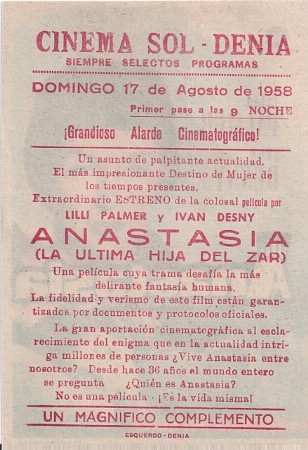 CINEMA SOL - DENIA
SIEMPRE SELECTOS PROGRAMAS
DOMINGO 17 de Agosto de 1958
Primer pase a las 9 NOCHE
¡Grandioso Alarde Cinematográfico!
Un asunto de palpitante actualidad.
El más impresionante Destino de Mujer de
los tiempos presentes.
Extraordinario ESTRENO de la colosal película por
LILLI PALMER y IVAN DESNY
ANASTASIA
(LA ULTIMA HIJA DEL ZAR)
Una película cuya trama desafía la más
delirante fantasía humana.
La fidelidad y verismo de este film están garan-
tizados por documentos y protocolos oficiales.
La gran aportación cinematográfica al escla-
recimiento del enigma que en la actualidad intri-
ga millones de personas ¿Vive Anastasia entre
nosotros? Desde hace 36 años el mundo entero
se pregunta ¿Quién es Anastasia?
No es una película - ¡Es la vida misma!
UN MAGNIFICO COMPLEMENTO
ESQUERDO-DENIA